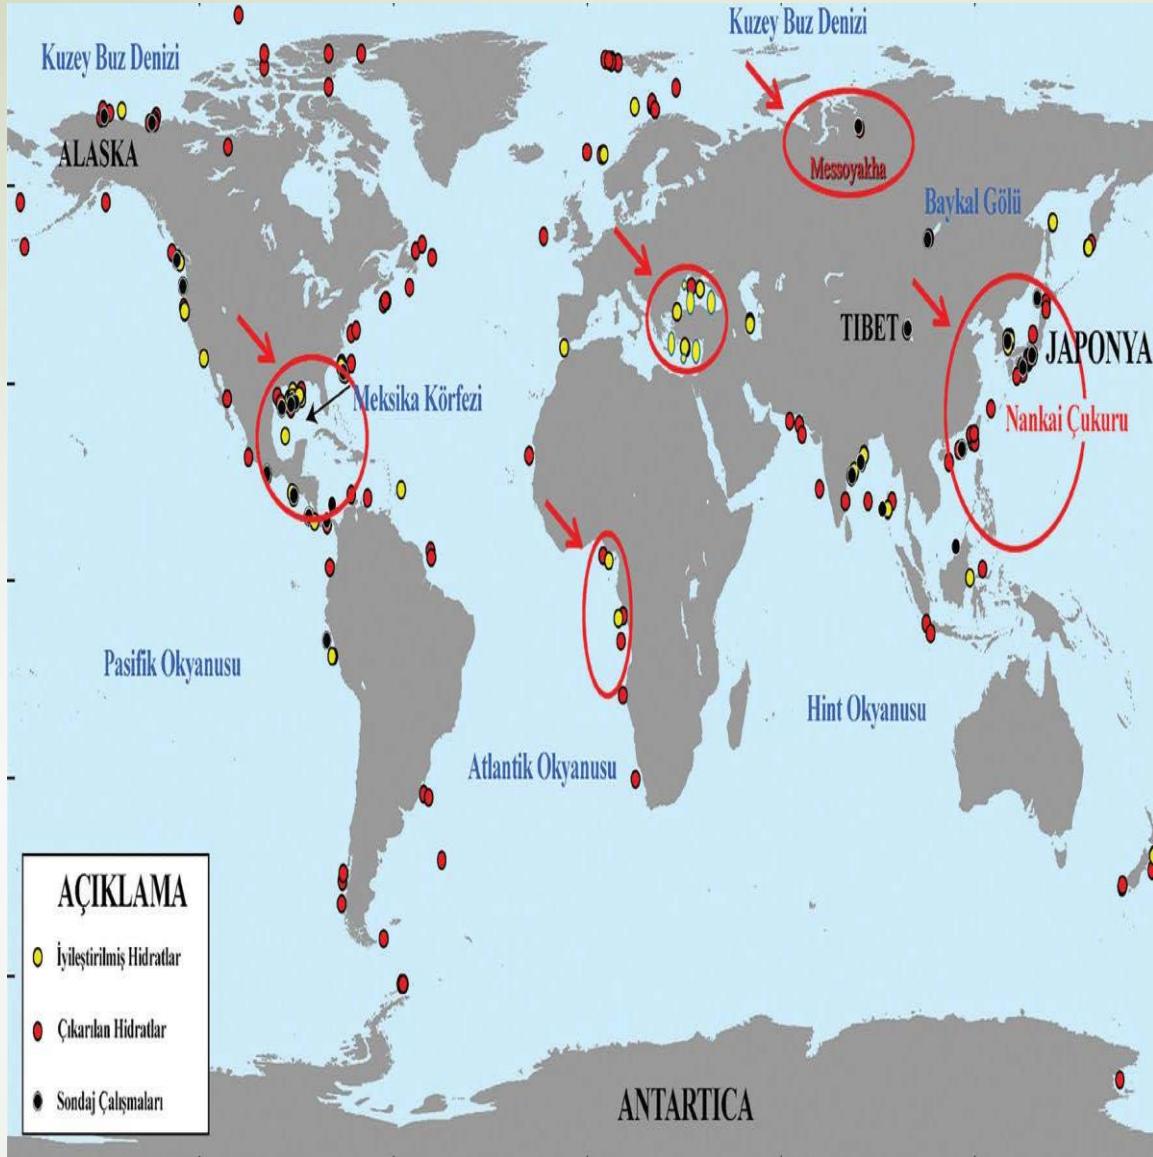 Kuzey Buz Denizi
Kuzey Buz Denizi
ALASKA
Messoyakha
Baykal Gölü
TIBET
JAPONYA
Meksika Körfezi
Nankai Çukuru
Pasifik Okyanusu
Hint Okyanusu
Atlantik Okyanusu
AÇIKLAMA
İyileştirilmiş Hidratlar
Çıkarılan Hidratlar
Sondaj Çalışmaları
ANTARTICA